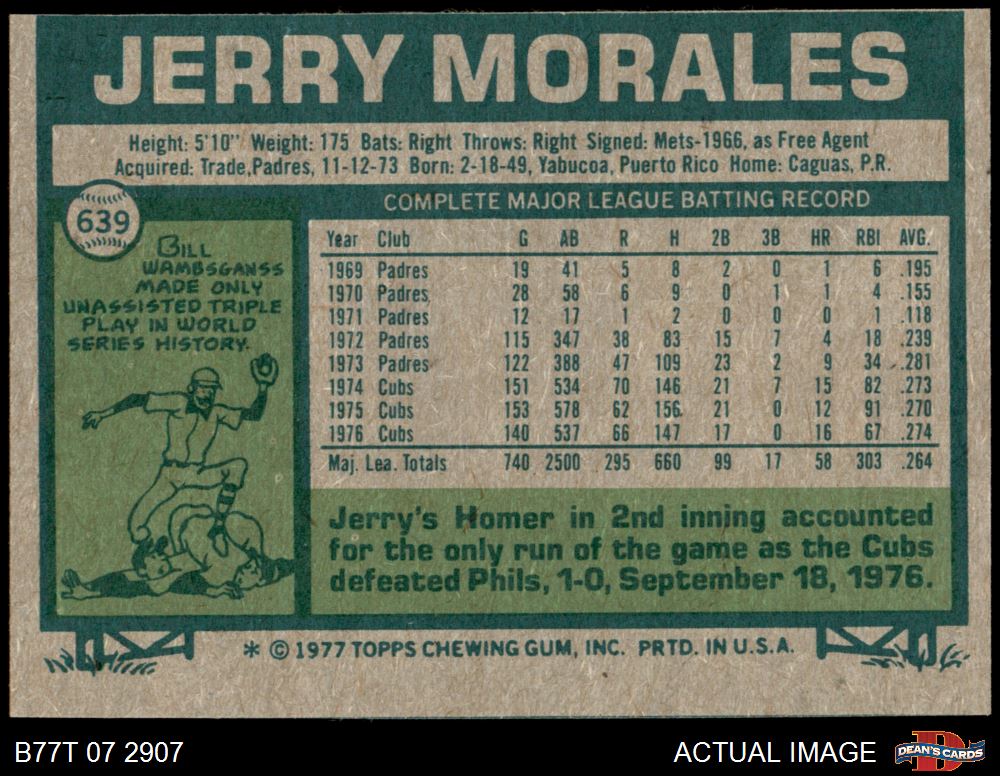 JERRY MORALES
Height: 5'10" Weight: 175 Bats: Right Throws: Right Signed: Mets-1966, as Free Agent
Acquired: Trade,Padres, 11-12-73 Born: 2-18-49, Yabucoa, Puerto Rico Home: Caguas, P.R.
639
BILL
WAMBSGANSS
MADE ONLY
UNASSISTED TRIPLE
PLAY IN WORLD
SERIES HISTORY.
COMPLETE MAJOR LEAGUE BATTING RECORD
Year Club G AB R H 2B 3B HR RBI AVG.
1969 Padres 19 41 5 8 2 0 1 6 .195
1970 Padres 28 58 6 9 0 1 1 4 .155
1971 Padres 12 17 1 2 0 0 0 1 .118
1972 Padres 115 347 38 83 15 7 4 18 .239
1973 Padres 122 388 47 109 23 2 9 34 .281
1974 Cubs 151 534 70 146 21 7 15 82 .273
1975 Cubs 153 578 62 156 21 0 12 91 .270
1976 Cubs 140 537 66 147 17 0 16 67 .274
Maj. Lea. Totals 740 2500 295 660 99 17 58 303 .264
Jerry's Homer in 2nd inning accounted
for the only run of the game as the Cubs
defeated Phils, 1-0, September 18, 1976.
* © 1977 TOPPS CHEWING GUM, INC. PRTD. IN U.S.A.
B77T 07 2907
ACTUAL IMAGE
D
DEAN'S CARDS